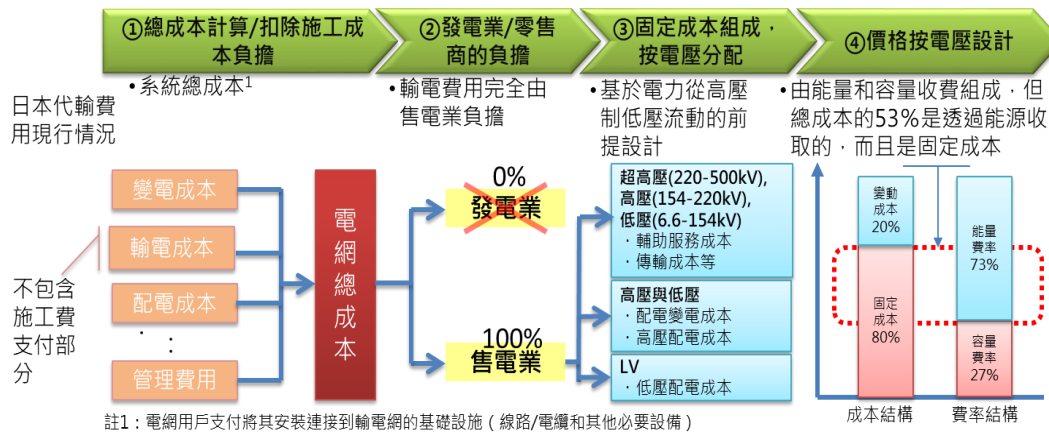 ①總成本計算/扣除施工成
本負擔
②發電業/零售
商的負擔
③固定成本組成，
按電壓分配
④價格按電壓設計
日本代輸費
用現行情況
•系統總成本1
•輸電費用完全由
售電業負擔
•基於電力從高壓
制低壓流動的前
提設計
•由能量和容量收費組成，但
總成本的53%是透過能源收
取的，而且是固定成本
變電成本
輸電成本
配電成本
：
管理費用
不包含
施工費
支付部
分
電網總成本
0%
發電業
100%
售電業
超高壓(220-500kV),
高壓(154-220kV),
低壓(6.6-154kV)
·輔助服務成本
·傳輸成本等
高壓與低壓
·配電變電成本
·高壓配電成本
LV
·低壓配電成本
變動
成本
20%
固定
成本
80%
能量
費率
73%
容量
費率
27%
成本結構
費率結構
註1：電網用戶支付將其安裝連接到輸電網的基礎設施（線路/電纜和其他必要設備）